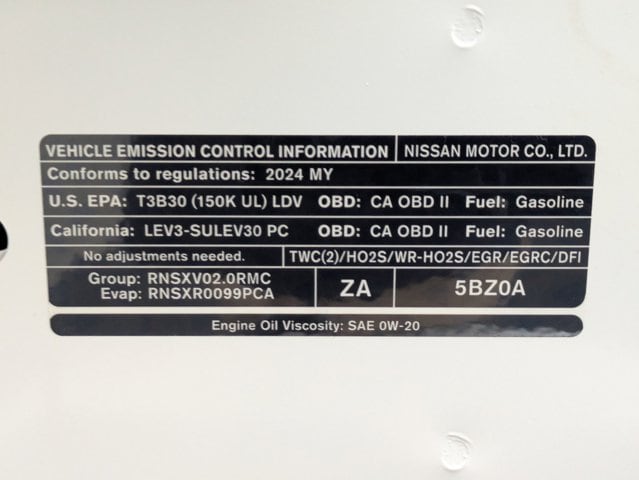 VEHICLE EMISSION CONTROL INFORMATION NISSAN MOTOR CO., LTD.
Conforms to regulations: 2024 MY
U.S. EPA: T3B30 (150K UL) LDV OBD: CA OBD II Fuel: Gasoline
California: LEV3-SULEV30 PC OBD: CA OBD II Fuel: Gasoline
No adjustments needed. TWC(2)/HO2S/WR-HO2S/EGR/EGRC/DFI
Group: RNSXV02.0RMC
Evap: RNSXR0099PCA
ZA
5BZ0A
Engine Oil Viscosity: SAE 0W-20